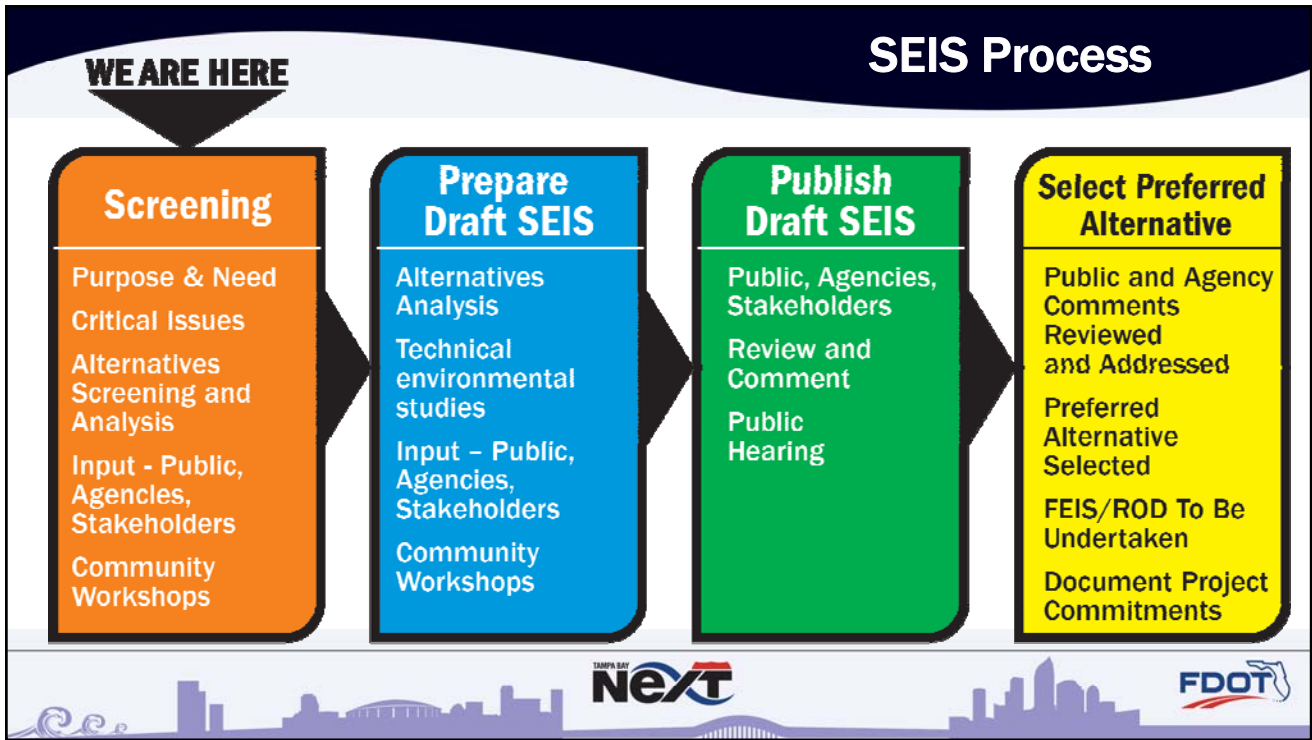 SEIS Process
WE ARE HERE
Screening
Purpose & Need
Critical Issues
Alternatives
Screening and
Analysis
Input - Public,
Agencies,
Stakeholders
Community
Workshops
Prepare
Draft SEIS
Alternatives
Analysis
Technical
environmental
studies
Input – Public,
Agencies,
Stakeholders
Community
Workshops
Publish
Draft SEIS
Public, Agencies,
Stakeholders
Review and
Comment
Public
Hearing
Select Preferred
Alternative
Public and Agency
Comments
Reviewed
and Addressed
Preferred
Alternative
Selected
FEIS/ROD To Be
Undertaken
Document Project
Commitments
TAMPA BAY
NeXT
FDOT